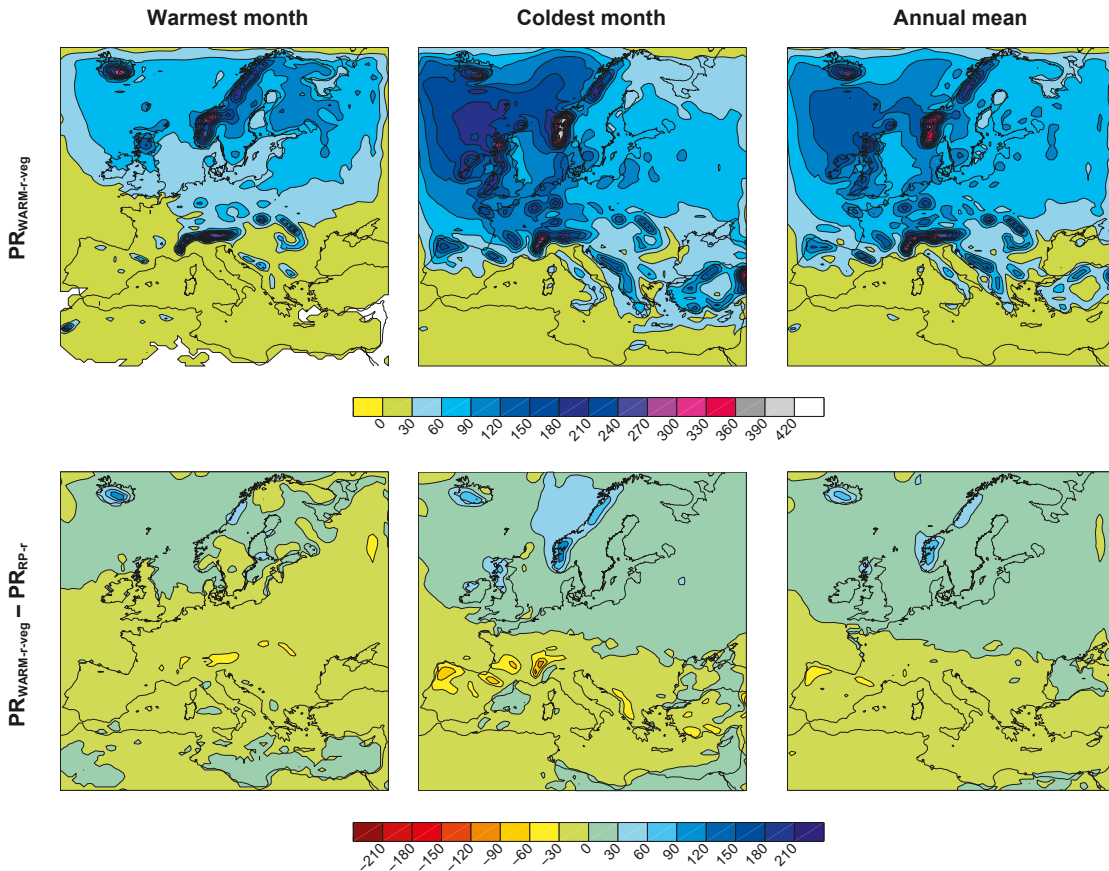 Warmest month Coldest month Annual mean
PRWARM-r-veg
0 30 60 90 120 150 180 210 240 270 300 330 360 390 420
PRWARM-r-veg – PRRP-r
–210 –180 –150 –120 –90 –60 –30 0 30 60 90 120 150 180 210